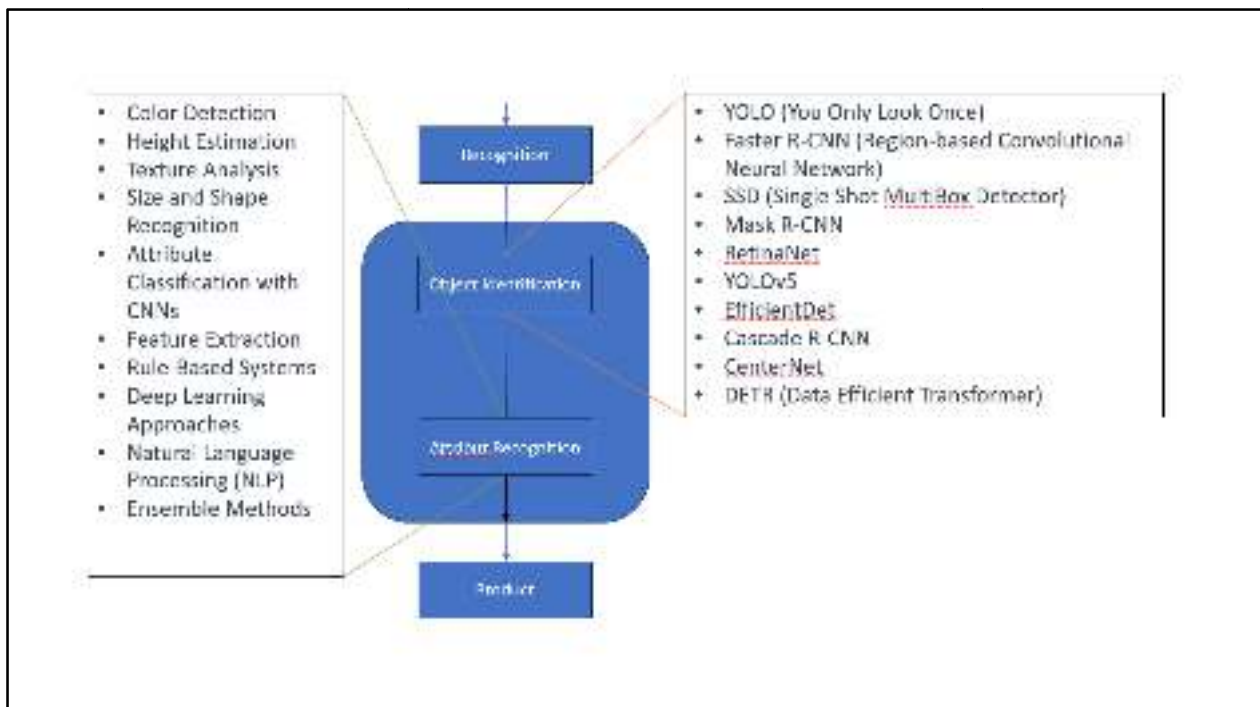 • Color Detection
• Height Estimation
• Texture Analysis
• Size and Shape
Recognition
• Attribute
Classification with
CNNs
• Feature Extraction
• Rule-Based Systems
• Deep Learning
Approaches
• Natural Language
Processing (NLP)
• Ensemble Methods
Recognition
Object Identification
Attribut Recognition
Product
• YOLO (You Only Look Once)
• Faster R-CNN (Region-based Convolutional
Neural Network)
• SSD (Single Shot MultiBox Detector)
• Mask R-CNN
• RetinaNet
• YOLOv5
• EfficientDet
• Cascade R-CNN
• CenterNet
• DETR (Data Efficient Transformer)